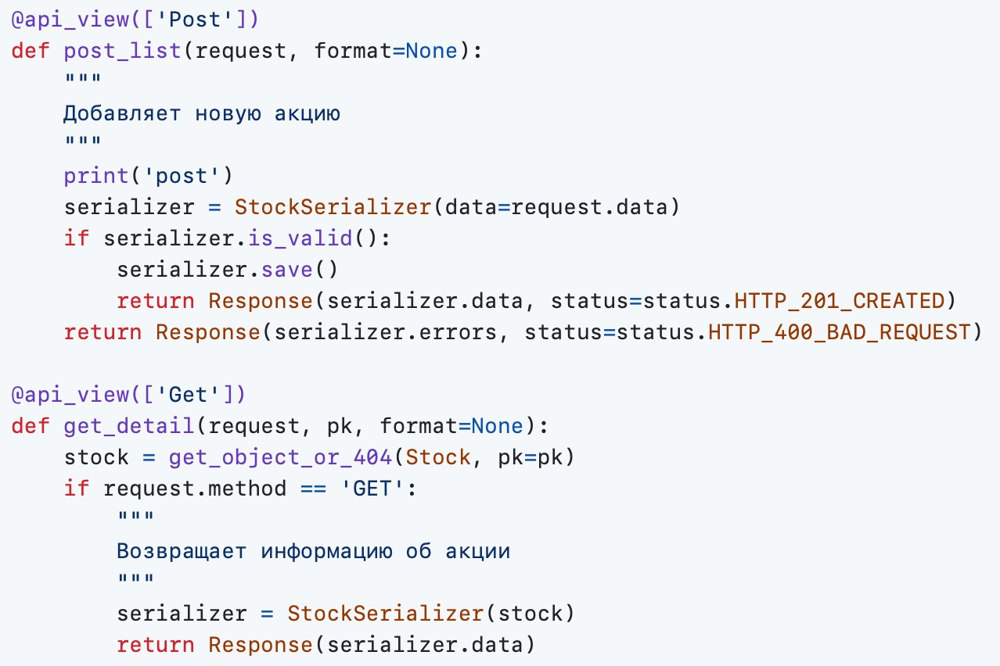 @api_view(['Post'])
def post_list(request, format=None):
    """
    Добавляет новую акцию
    """
    print('post')
    serializer = StockSerializer(data=request.data)
    if serializer.is_valid():
        serializer.save()
        return Response(serializer.data, status=status.HTTP_201_CREATED)
    return Response(serializer.errors, status=status.HTTP_400_BAD_REQUEST)

@api_view(['Get'])
def get_detail(request, pk, format=None):
    stock = get_object_or_404(Stock, pk=pk)
    if request.method == 'GET':
        """
        Возвращает информацию об акции
        """
        serializer = StockSerializer(stock)
        return Response(serializer.data)